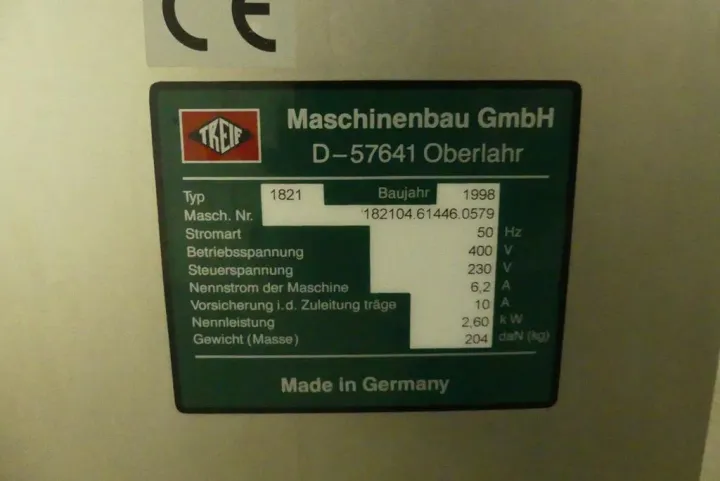 CE
TREIF
Maschinenbau GmbH
D-57641 Oberlahr
Typ 1821 Baujahr 1998
Masch. Nr. 182104.61446.0579
Stromart 50 Hz
Betriebsspannung 400 V
Steuerspannung 230 V
Nennstrom der Maschine 6,2 A
Vorsicherung i.d. Zuleitung träge 10 A
Nennleistung 2,60 kW
Gewicht (Masse) 204 daN (kg)
Made in Germany